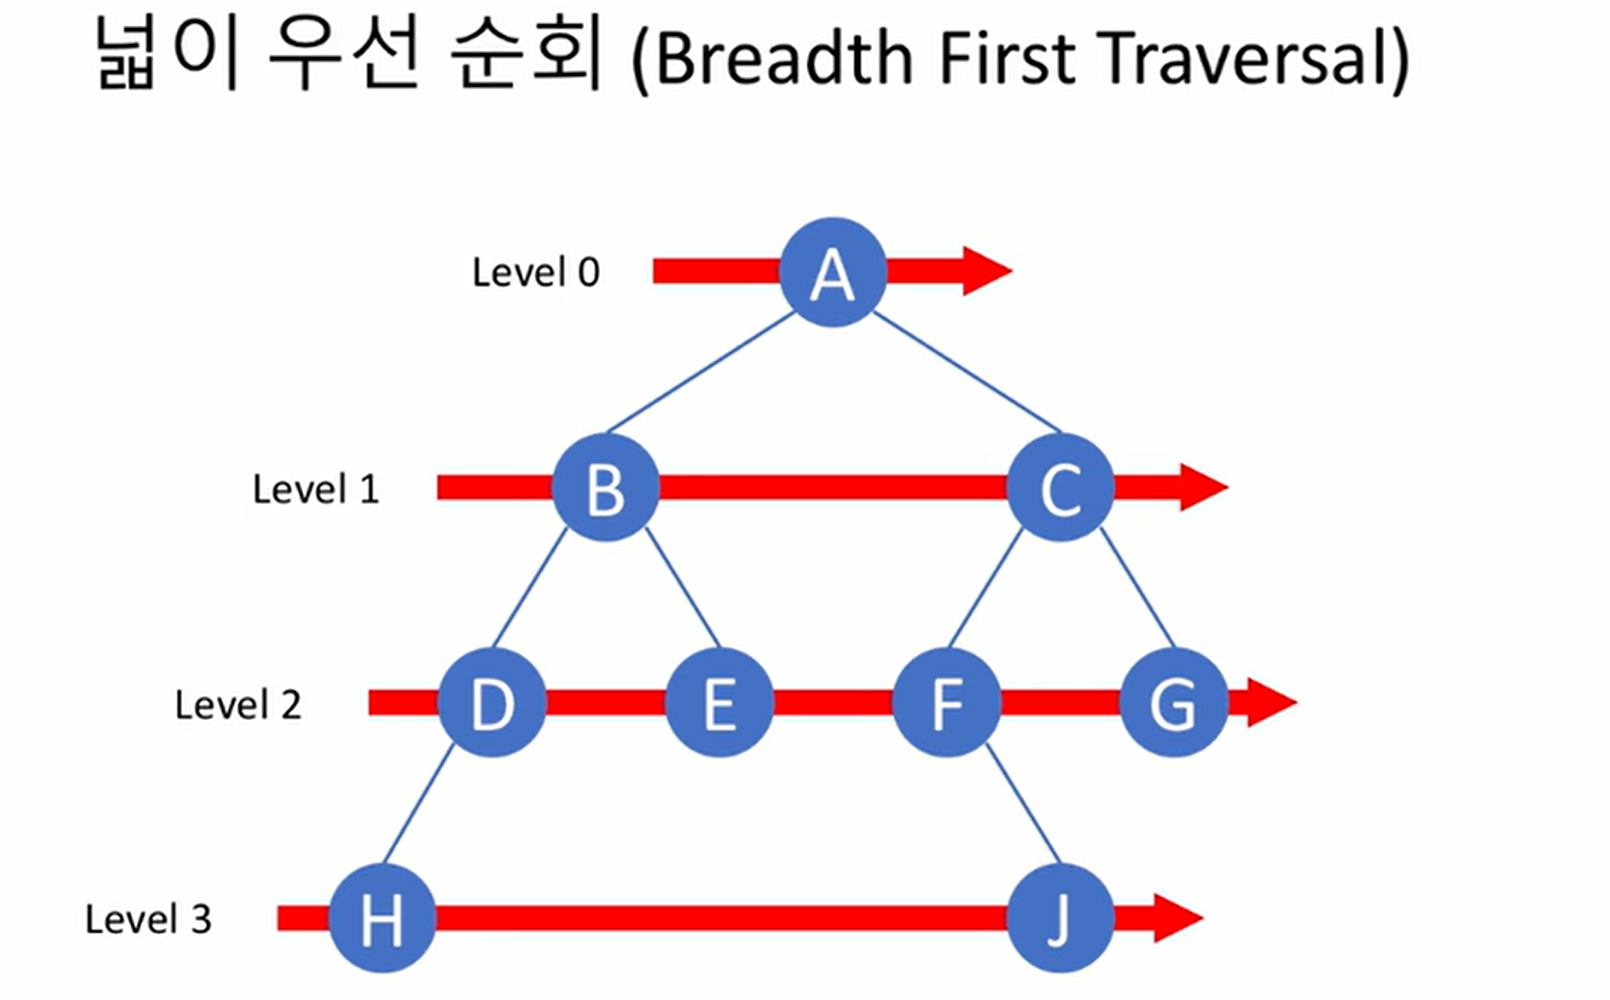 넓이 우선 순회 (Breadth First Traversal)
Level 0 A
Level 1 B C
Level 2 D E F G
Level 3 H J